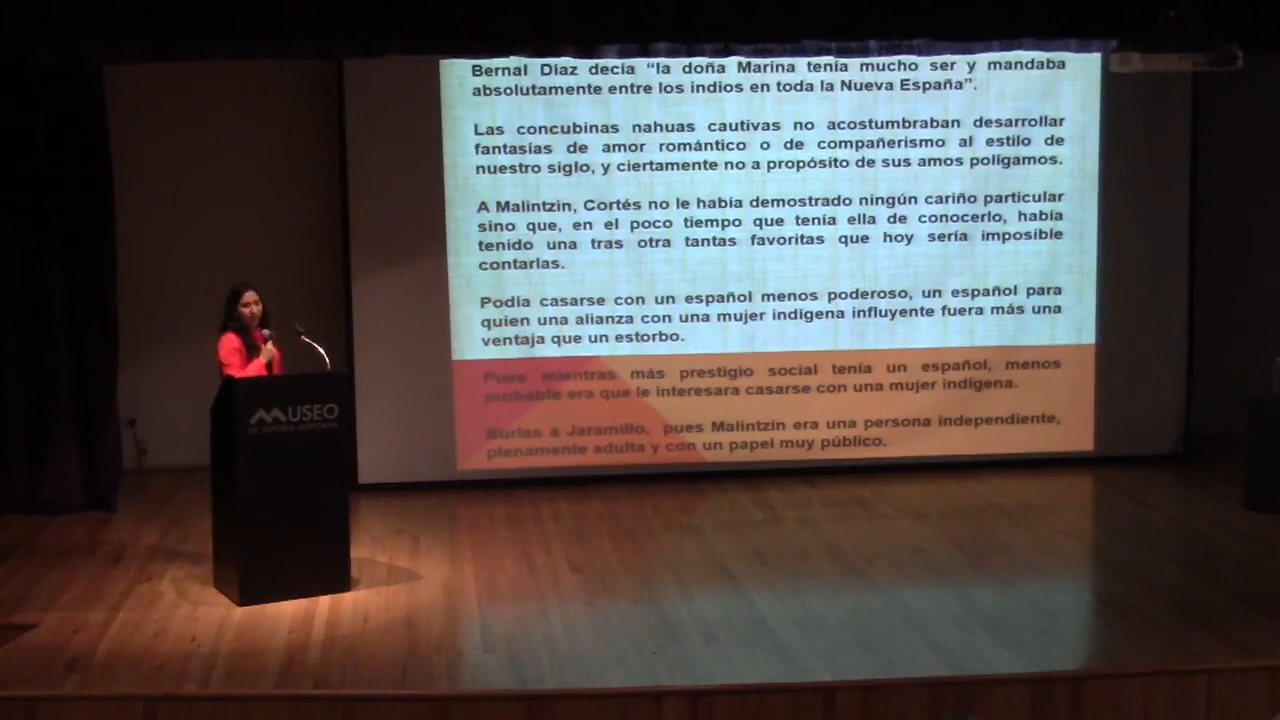 Bernal Díaz decía “la doña Marina tenía mucho ser y mandaba
absolutamente entre los indios en toda la Nueva España”.
Las concubinas nahuas cautivas no acostumbraban desarrollar
fantasías de amor romántico o de compañerismo al estilo de
nuestro siglo, y ciertamente no a propósito de sus amos polígamos.
A Malintzin, Cortés no le había demostrado ningún cariño particular
sino que, en el poco tiempo que tenía ella de conocerlo, había
tenido una tras otra tantas favoritas que hoy sería imposible
contarlas.
Podía casarse con un español menos poderoso, un español para
quien una alianza con una mujer indígena influyente fuera más una
ventaja que un estorbo.
Pues mientras más prestigio social tenía un español, menos
probable era que le interesara casarse con una mujer indígena.
Burlas a Jaramillo, pues Malintzin era una persona independiente,
plenamente adulta y con un papel muy público.
MUSEO